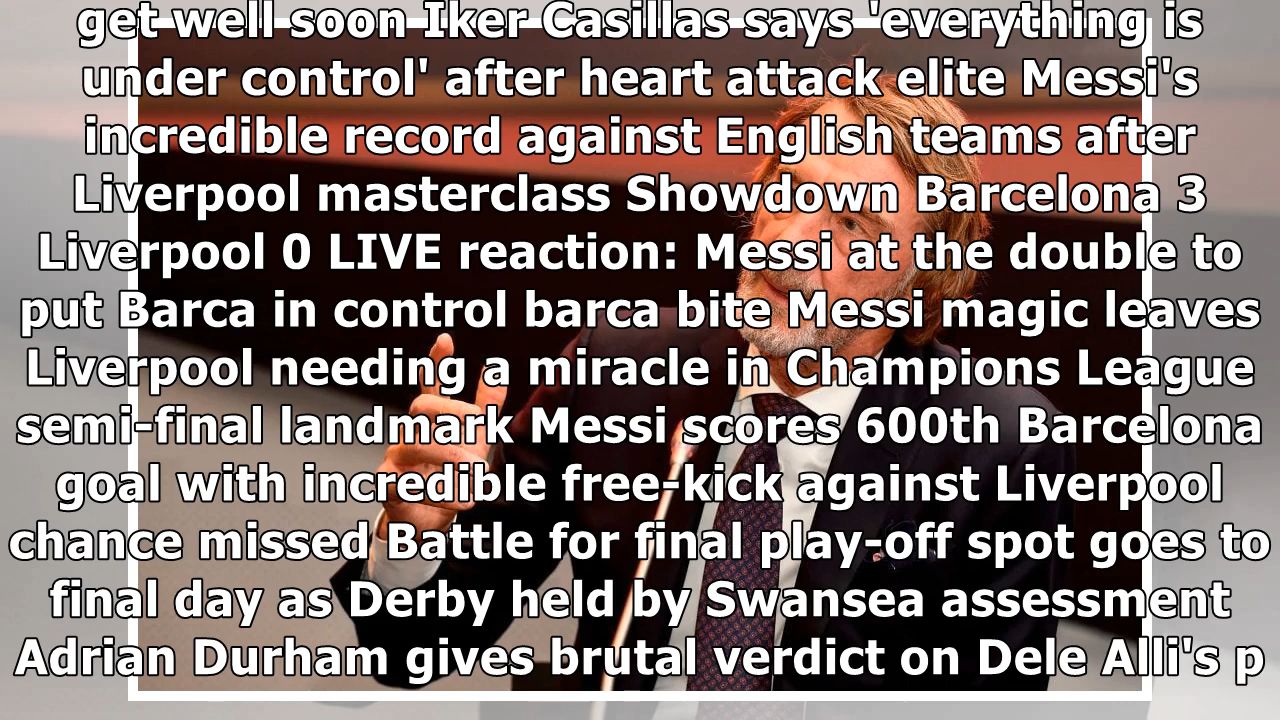 get well soon Iker Casillas says 'everything is
under control' after heart attack elite Messi's
incredible record against English teams after
Liverpool masterclass Showdown Barcelona 3
Liverpool 0 LIVE reaction: Messi at the double to
put Barca in control barca bite Messi magic leaves
Liverpool needing a miracle in Champions League
semi-final landmark Messi scores 600th Barcelona
goal with incredible free-kick against Liverpool
chance missed Battle for final play-off spot goes to
final day as Derby held by Swansea assessment
Adrian Durham gives brutal verdict on Dele Alli's p